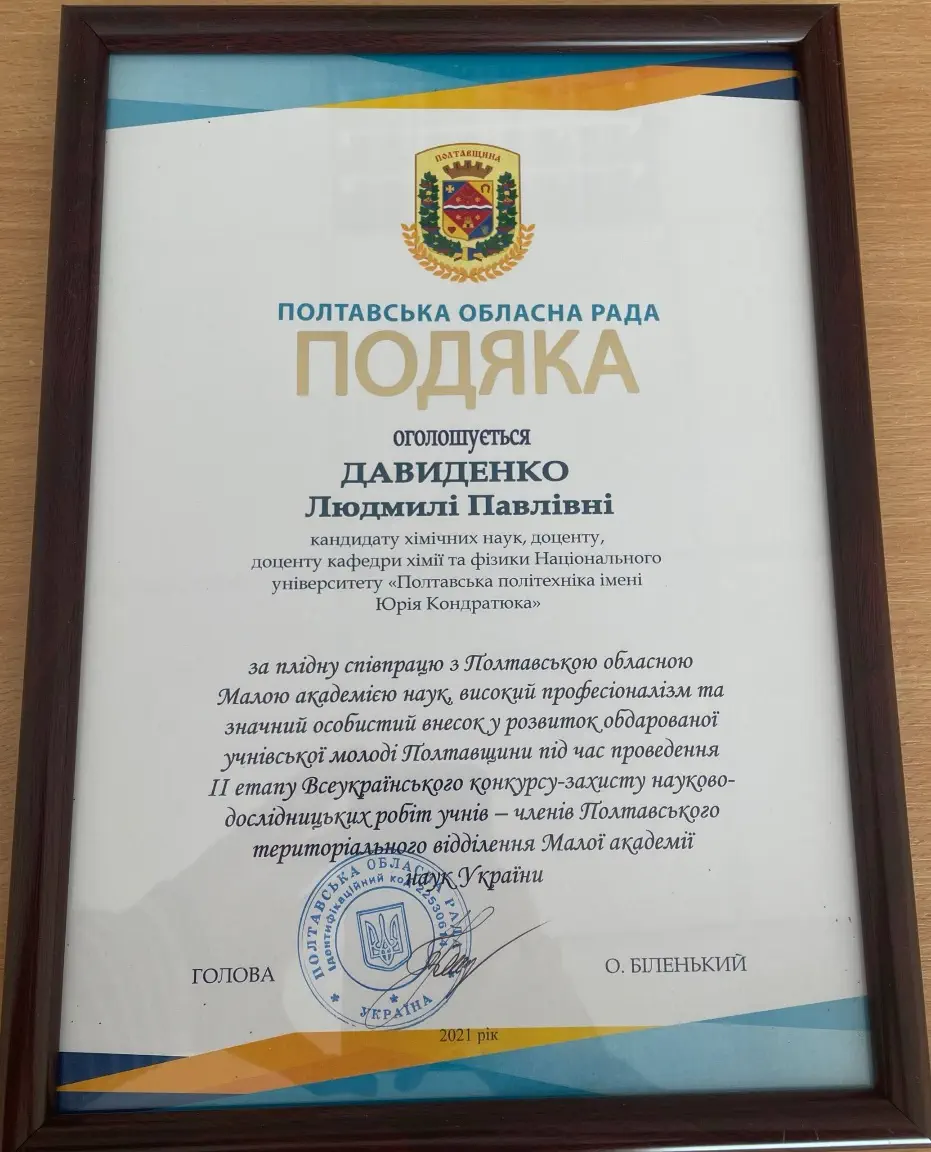 ПОЛТАВЩИНА
ПОЛТАВСЬКА ОБЛАСНА РАДА
ПОДЯКА
оголошується
ДАВИДЕНКО
Людмилі Павлівні
кандидату хімічних наук, доценту,
доценту кафедри хімії та фізики Національного
університету «Полтавська політехніка імені
Юрія Кондратюка»
за плідну співпрацю з Полтавською обласною
Малою академією наук, високий професіоналізм та
значний особистий внесок у розвиток обдарованої
учнівської молоді Полтавщини під час проведення
ІІ етапу Всеукраїнського конкурсу-захисту науково-
дослідницьких робіт учнів – членів Полтавського
територіального відділення Малої академії
наук України
ПОЛТАВСЬКА ОБЛАСНА РАДА
Ідентифікаційний код
УКРАЇНА
ГОЛОВА
О. БІЛЕНЬКИЙ
2021 рік